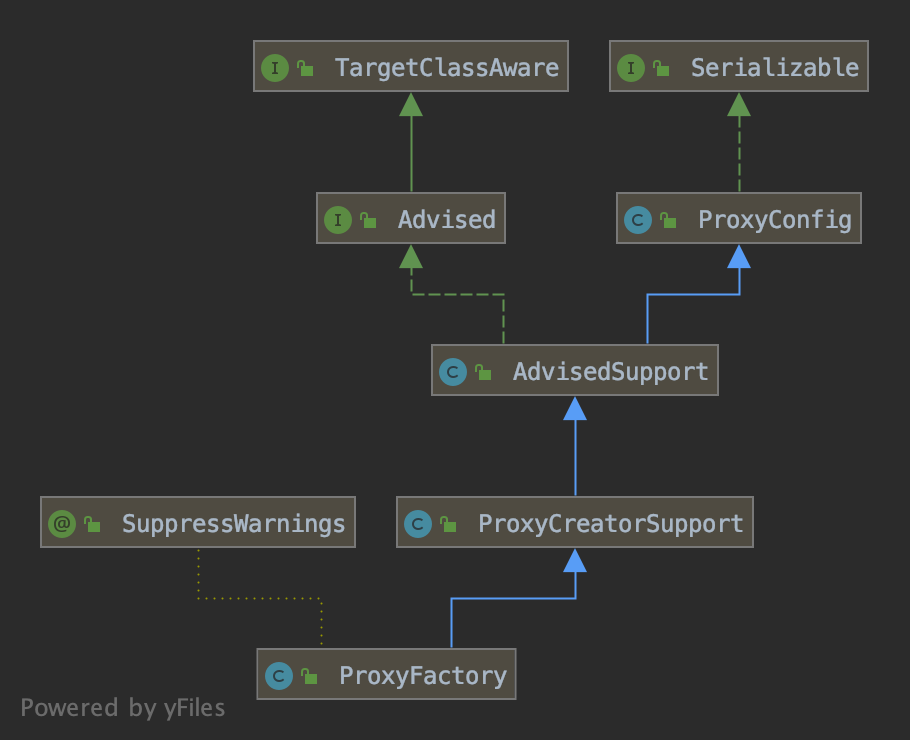 I TargetClassAware
I Serializable
I Advised
C ProxyConfig
C AdvisedSupport
@ SuppressWarnings
C ProxyCreatorSupport
C ProxyFactory
Powered by yFiles